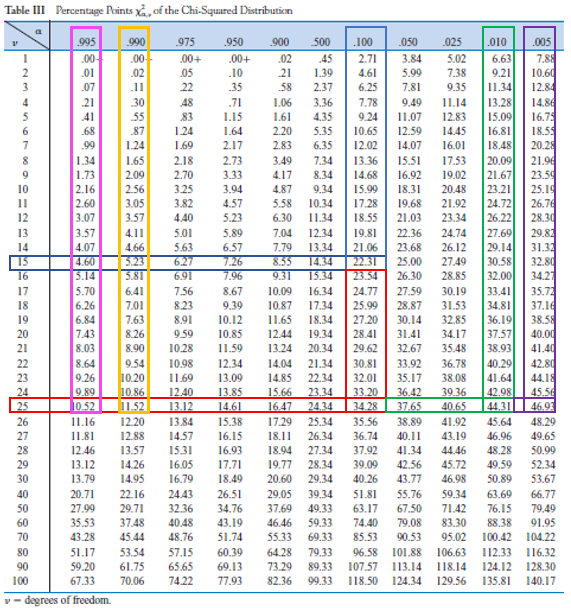 Table III Percentage Points χ²α,ν of the Chi-Squared Distribution
α
ν .995 .990 .975 .950 .900 .500 .100 .050 .025 .010 .005
1 .00+ .00+ .00+ .00+ .02 .45 2.71 3.84 5.02 6.63 7.88
2 .01 .02 .05 .10 .21 1.39 4.61 5.99 7.38 9.21 10.60
3 .07 .11 .22 .35 .58 2.37 6.25 7.81 9.35 11.34 12.84
4 .21 .30 .48 .71 1.06 3.36 7.78 9.49 11.14 13.28 14.86
5 .41 .55 .83 1.15 1.61 4.35 9.24 11.07 12.83 15.09 16.75
6 .68 .87 1.24 1.64 2.20 5.35 10.65 12.59 14.45 16.81 18.55
7 .99 1.24 1.69 2.17 2.83 6.35 12.02 14.07 16.01 18.48 20.28
8 1.34 1.65 2.18 2.73 3.49 7.34 13.36 15.51 17.53 20.09 21.96
9 1.73 2.09 2.70 3.33 4.17 8.34 14.68 16.92 19.02 21.67 23.59
10 2.16 2.56 3.25 3.94 4.87 9.34 15.99 18.31 20.48 23.21 25.19
11 2.60 3.05 3.82 4.57 5.58 10.34 17.28 19.68 21.92 24.72 26.76
12 3.07 3.57 4.40 5.23 6.30 11.34 18.55 21.03 23.34 26.22 28.30
13 3.57 4.11 5.01 5.89 7.04 12.34 19.81 22.36 24.74 27.69 29.82
14 4.07 4.66 5.63 6.57 7.79 13.34 21.06 23.68 26.12 29.14 31.32
15 4.60 5.23 6.27 7.26 8.55 14.34 22.31 25.00 27.49 30.58 32.80
16 5.14 5.81 6.91 7.96 9.31 15.34 23.54 26.30 28.85 32.00 34.27
17 5.70 6.41 7.56 8.67 10.09 16.34 24.77 27.59 30.19 33.41 35.72
18 6.26 7.01 8.23 9.39 10.87 17.34 25.99 28.87 31.53 34.81 37.16
19 6.84 7.63 8.91 10.12 11.65 18.34 27.20 30.14 32.85 36.19 38.58
20 7.43 8.26 9.59 10.85 12.44 19.34 28.41 31.41 34.17 37.57 40.00
21 8.03 8.90 10.28 11.59 13.24 20.34 29.62 32.67 35.48 38.93 41.40
22 8.64 9.54 10.98 12.34 14.04 21.34 30.81 33.92 36.78 40.29 42.80
23 9.26 10.20 11.69 13.09 14.85 22.34 32.01 35.17 38.08 41.64 44.18
24 9.89 10.86 12.40 13.85 15.66 23.34 33.20 36.42 39.36 42.98 45.56
25 10.52 11.52 13.12 14.61 16.47 24.34 34.28 37.65 40.65 44.31 46.93
26 11.16 12.20 13.84 15.38 17.29 25.34 35.56 38.89 41.92 45.64 48.29
27 11.81 12.88 14.57 16.15 18.11 26.34 36.74 40.11 43.19 46.96 49.65
28 12.46 13.57 15.31 16.93 18.94 27.34 37.92 41.34 44.46 48.28 50.99
29 13.12 14.26 16.05 17.71 19.77 28.34 39.09 42.56 45.72 49.59 52.34
30 13.79 14.95 16.79 18.49 20.60 29.34 40.26 43.77 46.98 50.89 53.67
40 20.71 22.16 24.43 26.51 29.05 39.34 51.81 55.76 59.34 63.69 66.77
50 27.99 29.71 32.36 34.76 37.69 49.33 63.17 67.50 71.42 76.15 79.49
60 35.53 37.48 40.48 43.19 46.46 59.33 74.40 79.08 83.30 88.38 91.95
70 43.28 45.44 48.76 51.74 55.33 69.33 85.53 90.53 95.02 100.42 104.22
80 51.17 53.54 57.15 60.39 64.28 79.33 96.58 101.88 106.63 112.33 116.32
90 59.20 61.75 65.65 69.13 73.29 89.33 107.57 113.14 118.14 124.12 128.30
100 67.33 70.06 74.22 77.93 82.36 99.33 118.50 124.34 129.56 135.81 140.17
ν = degrees of freedom.